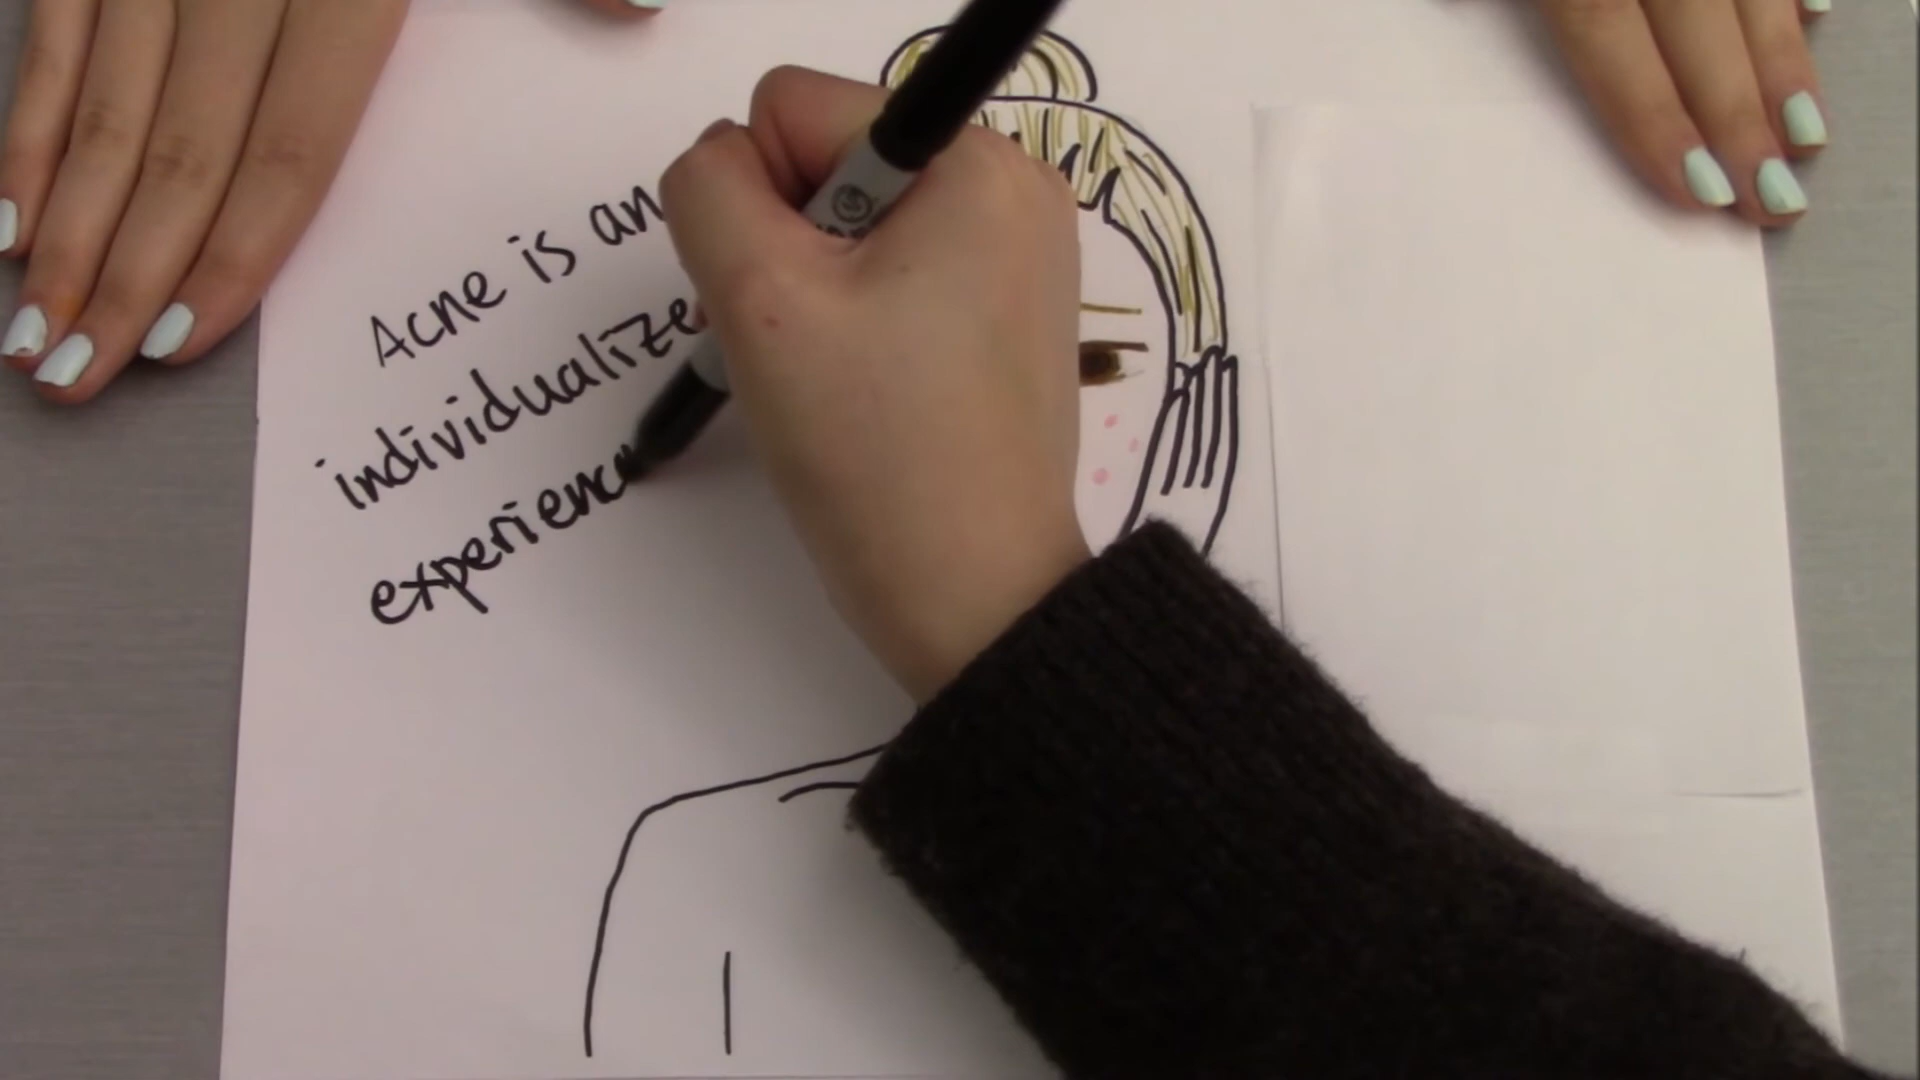 Acne is an
individualize
experienc